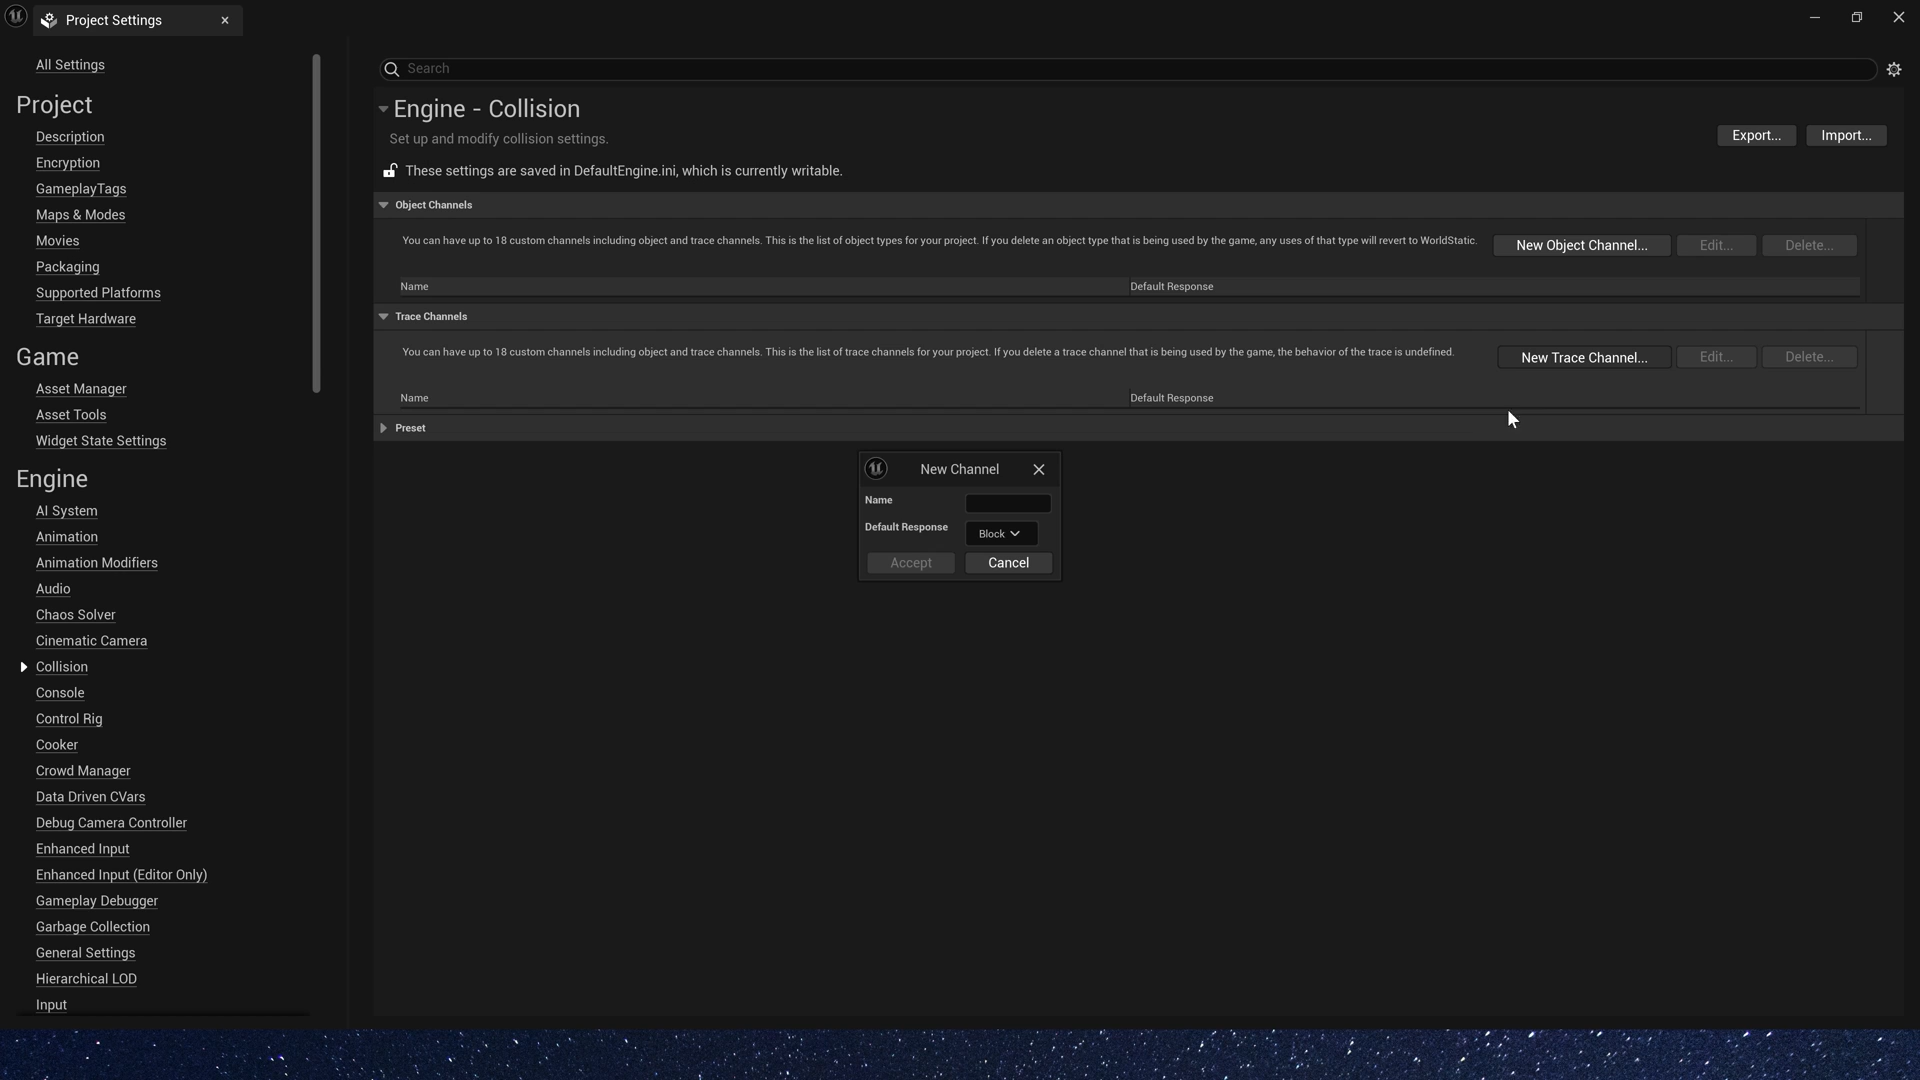 Project Settings
All Settings
Project
Description
Encryption
GameplayTags
Maps & Modes
Movies
Packaging
Supported Platforms
Target Hardware
Game
Asset Manager
Asset Tools
Widget State Settings
Engine
AI System
Animation
Animation Modifiers
Audio
Chaos Solver
Cinematic Camera
Collision
Console
Control Rig
Cooker
Crowd Manager
Data Driven CVars
Debug Camera Controller
Enhanced Input
Enhanced Input (Editor Only)
Gameplay Debugger
Garbage Collection
General Settings
Hierarchical LOD
Input
Search
Engine - Collision
Set up and modify collision settings.
Export... Import...
These settings are saved in DefaultEngine.ini, which is currently writable.
Object Channels
You can have up to 18 custom channels including object and trace channels. This is the list of object types for your project. If you delete an object type that is being used by the game, any uses of that type will revert to WorldStatic. New Object Channel... Edit... Delete...
Name Default Response
Trace Channels
You can have up to 18 custom channels including object and trace channels. This is the list of trace channels for your project. If you delete a trace channel that is being used by the game, the behavior of the trace is undefined. New Trace Channel... Edit... Delete...
Name Default Response
Preset
New Channel
Name
Default Response Block
Accept Cancel